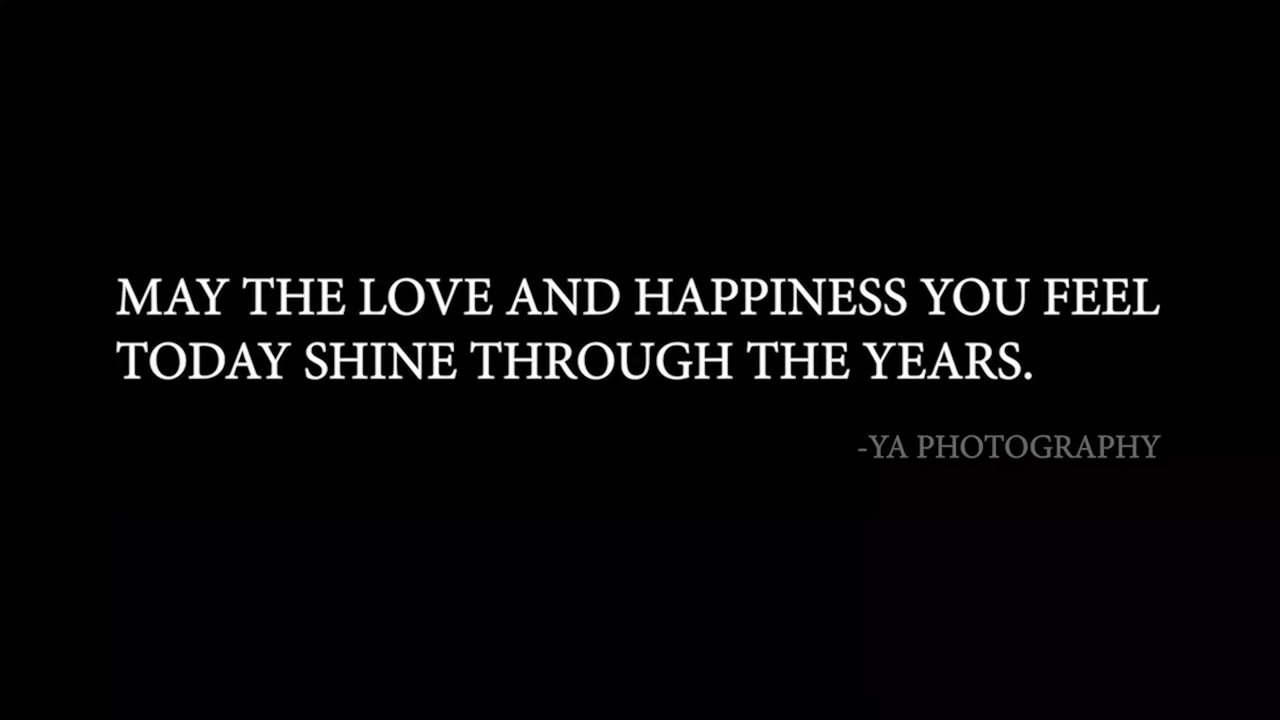 MAY THE LOVE AND HAPPINESS YOU FEEL
TODAY SHINE THROUGH THE YEARS.
-YA PHOTOGRAPHY